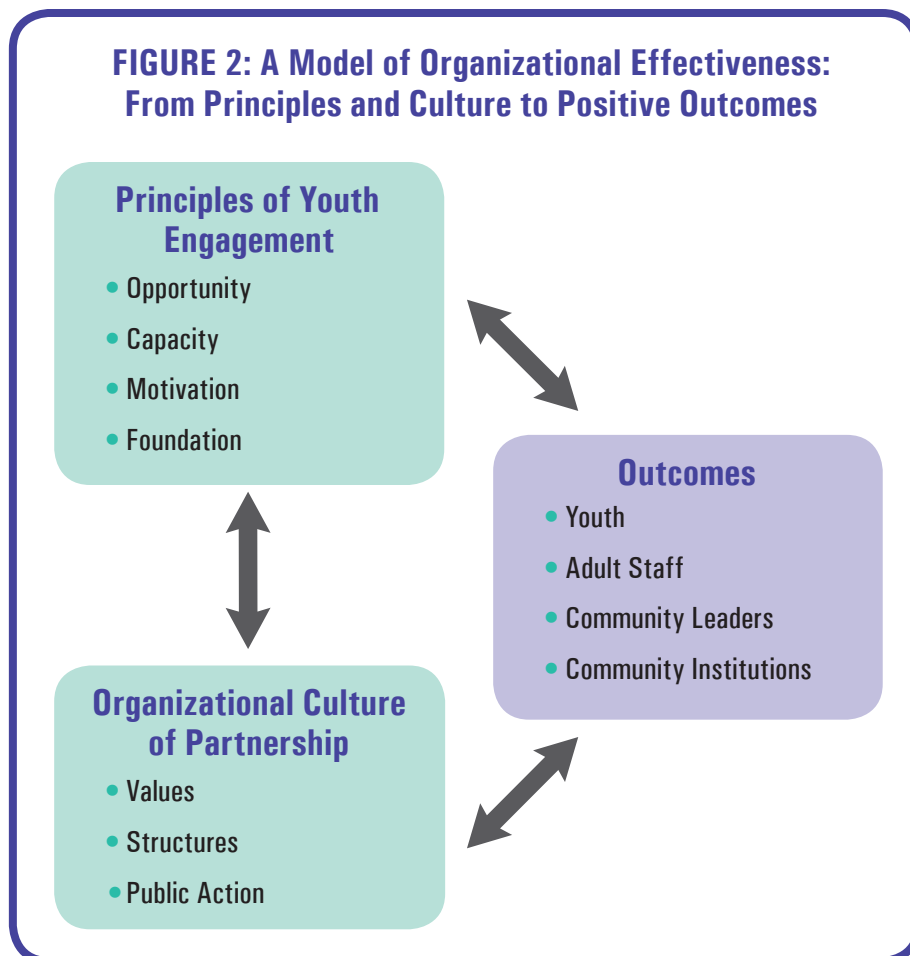 FIGURE 2: A Model of Organizational Effectiveness:
From Principles and Culture to Positive Outcomes
Principles of Youth
Engagement
• Opportunity
• Capacity
• Motivation
• Foundation
Outcomes
• Youth
• Adult Staff
• Community Leaders
• Community Institutions
Organizational Culture
of Partnership
• Values
• Structures
• Public Action